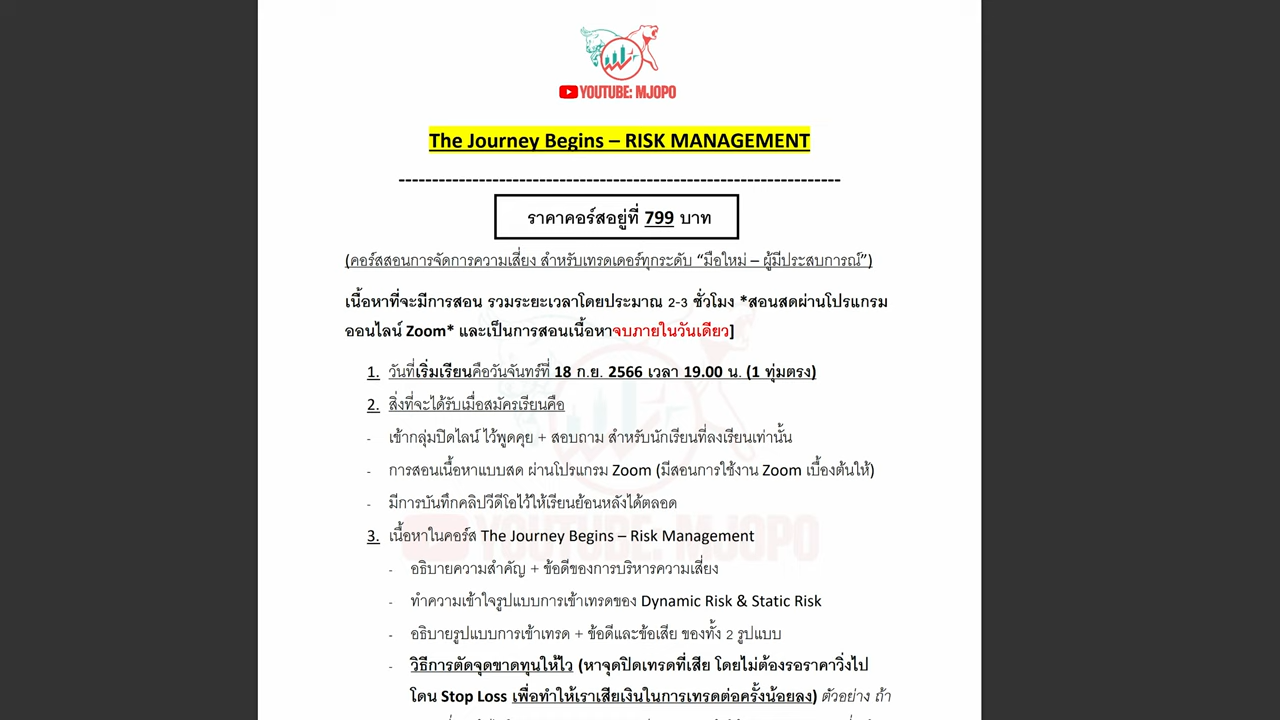 YOUTUBE: MJOPO
The Journey Begins – RISK MANAGEMENT
-----------------------------------------------------------------
ราคาคอร์สอยู่ที่ 799 บาท
(คอร์สสอนการจัดการความเสี่ยง สำหรับเทรดเดอร์ทุกระดับ “มือใหม่ – ผู้มีประสบการณ์”)
เนื้อหาที่จะมีการสอน รวมระยะเวลาโดยประมาณ 2-3 ชั่วโมง *สอนสดผ่านโปรแกรม
ออนไลน์ Zoom* และเป็นการสอนเนื้อหาจบภายในวันเดียว]
1. วันที่เริ่มเรียนคือวันจันทร์ที่ 18 ก.ย. 2566 เวลา 19.00 น. (1 ทุ่มตรง)
2. สิ่งที่จะได้รับเมื่อสมัครเรียนคือ
- เข้ากลุ่มปิดไลน์ ไว้พูดคุย + สอบถาม สำหรับนักเรียนที่ลงเรียนเท่านั้น
- การสอนเนื้อหาแบบสด ผ่านโปรแกรม Zoom (มีสอนการใช้งาน Zoom เบื้องต้นให้)
- มีการบันทึกคลิปวีดีโอไว้ให้เรียนย้อนหลังได้ตลอด
YOUTUBE: MJOPO
3. เนื้อหาในคอร์ส The Journey Begins – Risk Management
- อธิบายความสำคัญ + ข้อดีของการบริหารความเสี่ยง
- ทำความเข้าใจรูปแบบการเข้าเทรดของ Dynamic Risk & Static Risk
- อธิบายรูปแบบการเข้าเทรด + ข้อดีและข้อเสีย ของทั้ง 2 รูปแบบ
- วิธีการตัดจุดขาดทุนให้ไว (หาจุดปิดเทรดที่เสีย โดยไม่ต้องรอราคาวิ่งไป
โดน Stop Loss เพื่อทำให้เราเสียเงินในการเทรดต่อครั้งน้อยลง) ตัวอย่าง ถ้า